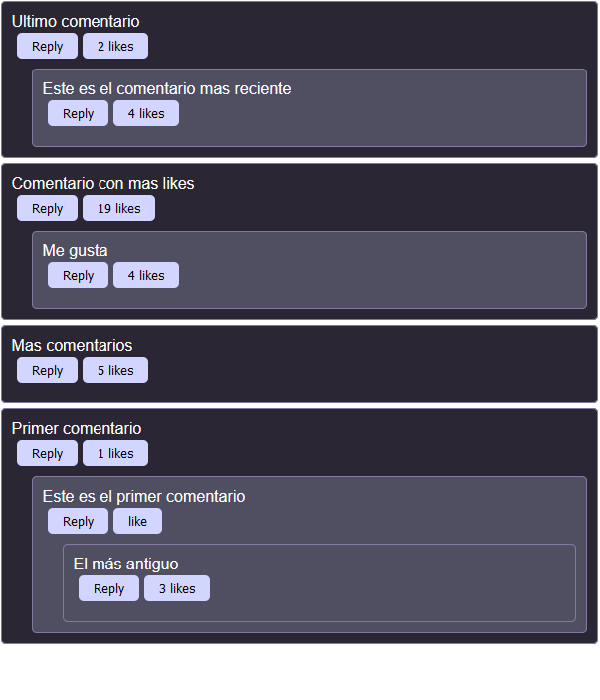 Ultimo comentario
Reply 2 likes
Este es el comentario mas reciente
Reply 4 likes
Comentario con mas likes
Reply 19 likes
Me gusta
Reply 4 likes
Mas comentarios
Reply 5 likes
Primer comentario
Reply 1 likes
Este es el primer comentario
Reply like
El más antiguo
Reply 3 likes